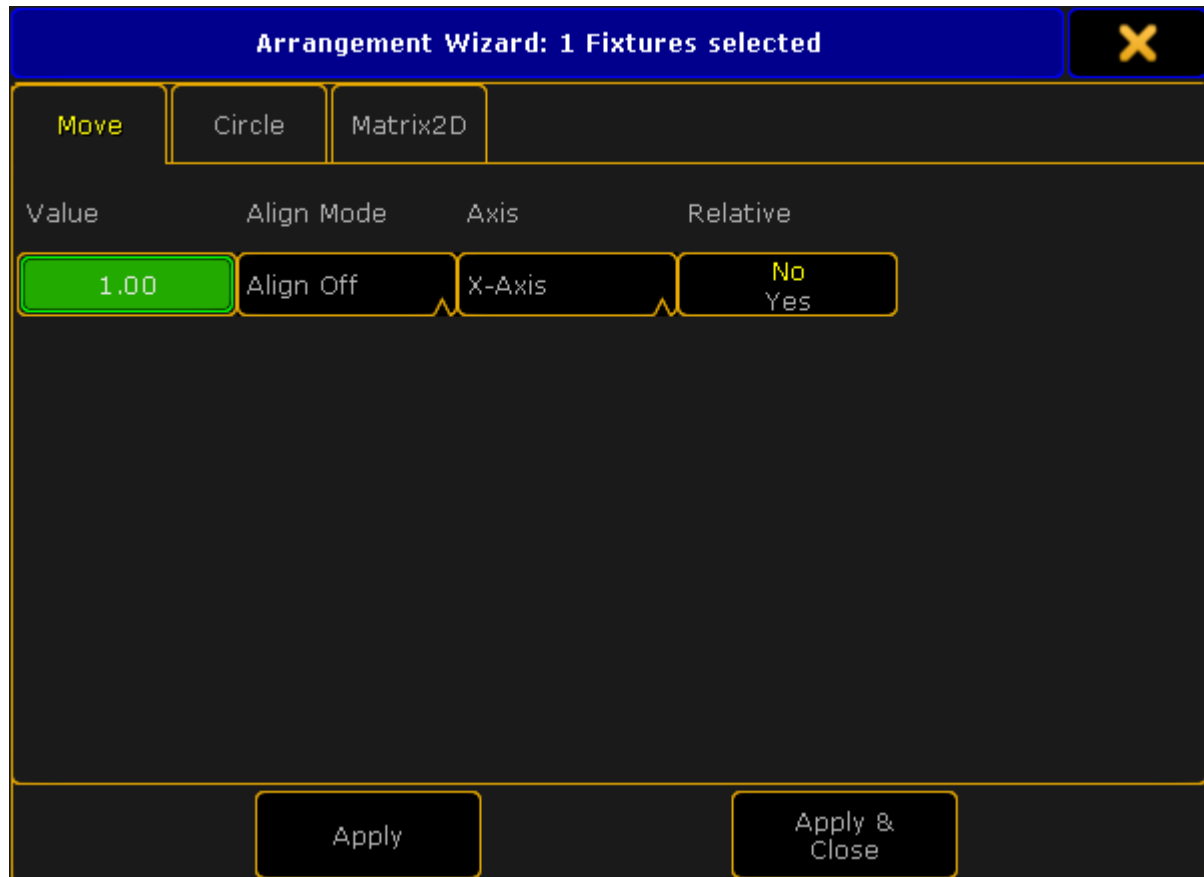 Arrangement Wizard: 1 Fixtures selected
Move Circle Matrix2D
Value Align Mode Axis Relative
1.00 Align Off X-Axis No
Yes
Apply
Apply &
Close